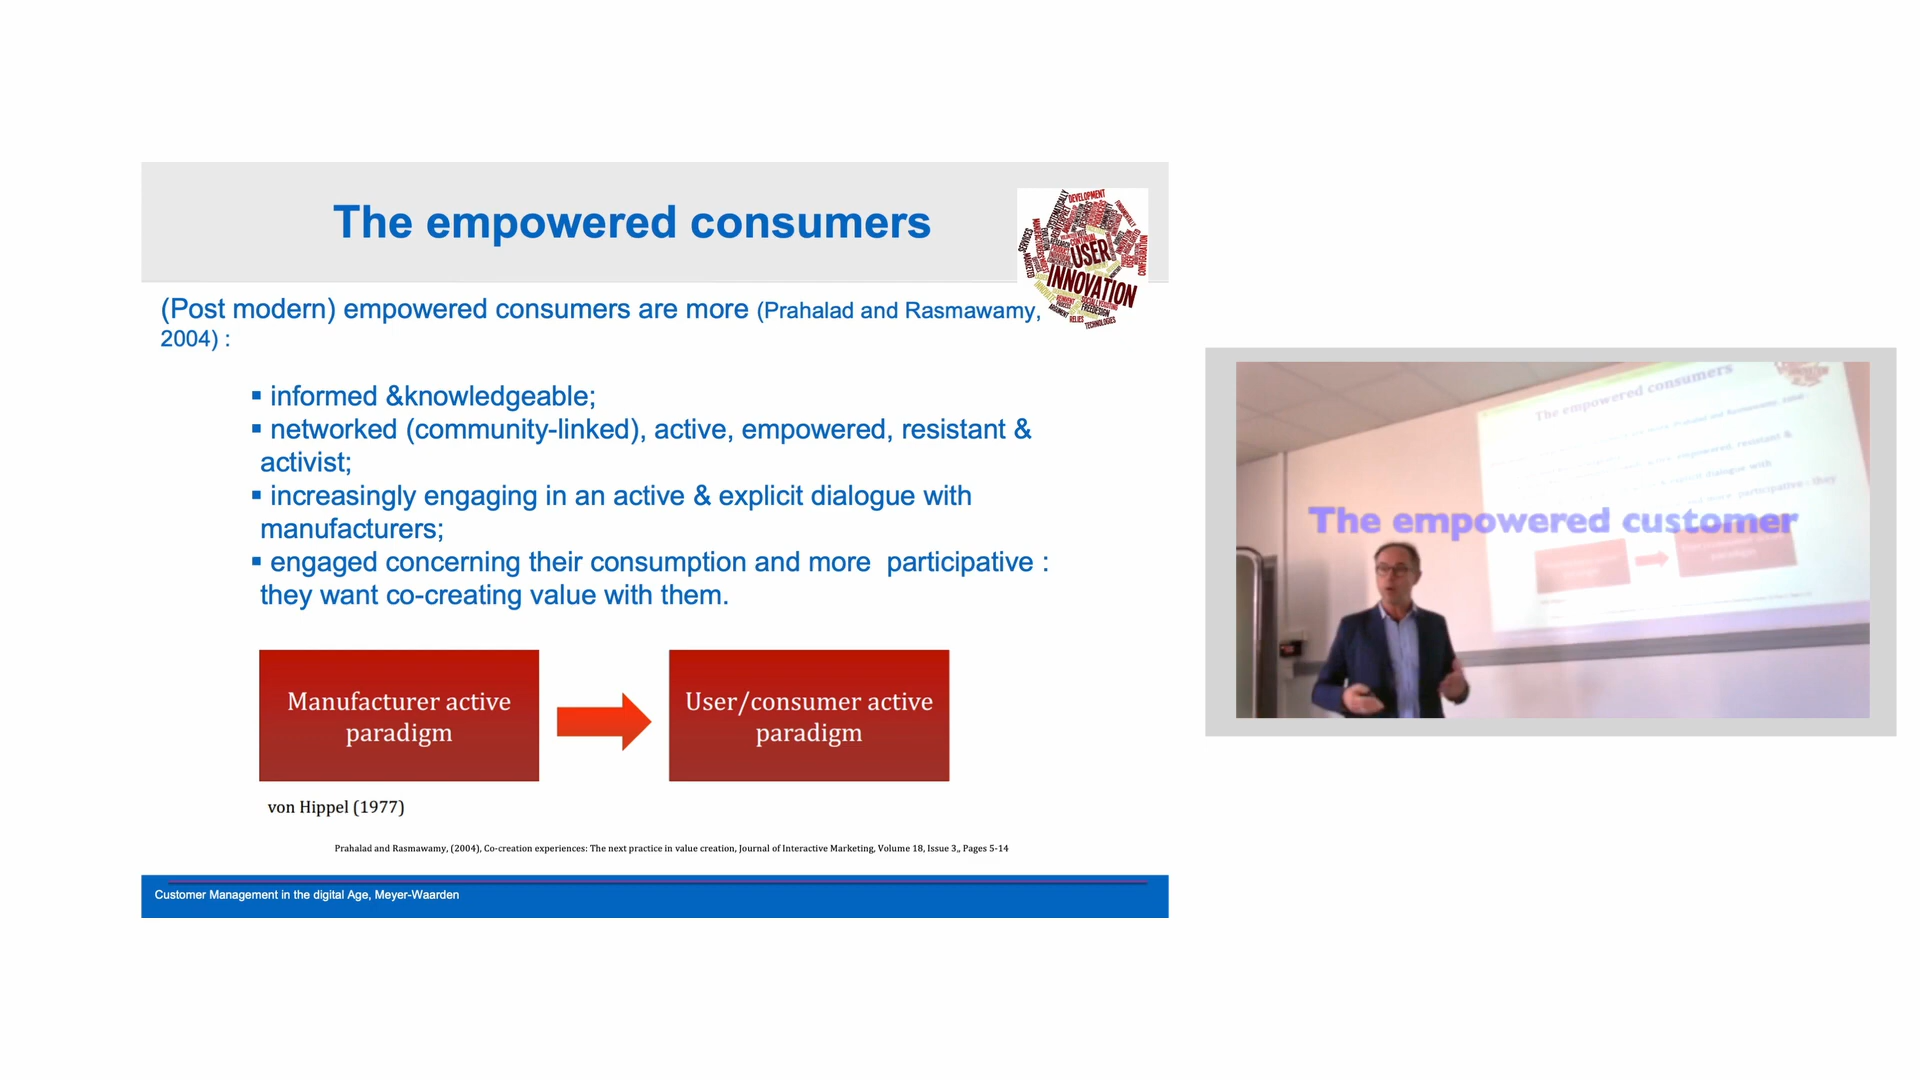 The empowered consumers
DEVELOPMENT
USER
INNOVATION
SERVICES
CONFIGURATION
FREEDESIGN
RELIES
TECHNOLOGIES
(Post modern) empowered consumers are more (Prahalad and Rasmawamy,
2004) :
▪ informed &knowledgeable;
▪ networked (community-linked), active, empowered, resistant &
activist;
▪ increasingly engaging in an active & explicit dialogue with
manufacturers;
▪ engaged concerning their consumption and more participative :
they want co-creating value with them.
Manufacturer active
paradigm
User/consumer active
paradigm
von Hippel (1977)
Prahalad and Rasmawamy, (2004), Co-creation experiences: The next practice in value creation, Journal of Interactive Marketing, Volume 18, Issue 3,, Pages 5-14
Customer Management in the digital Age, Meyer-Waarden
The empowered consumers
The empowered customer